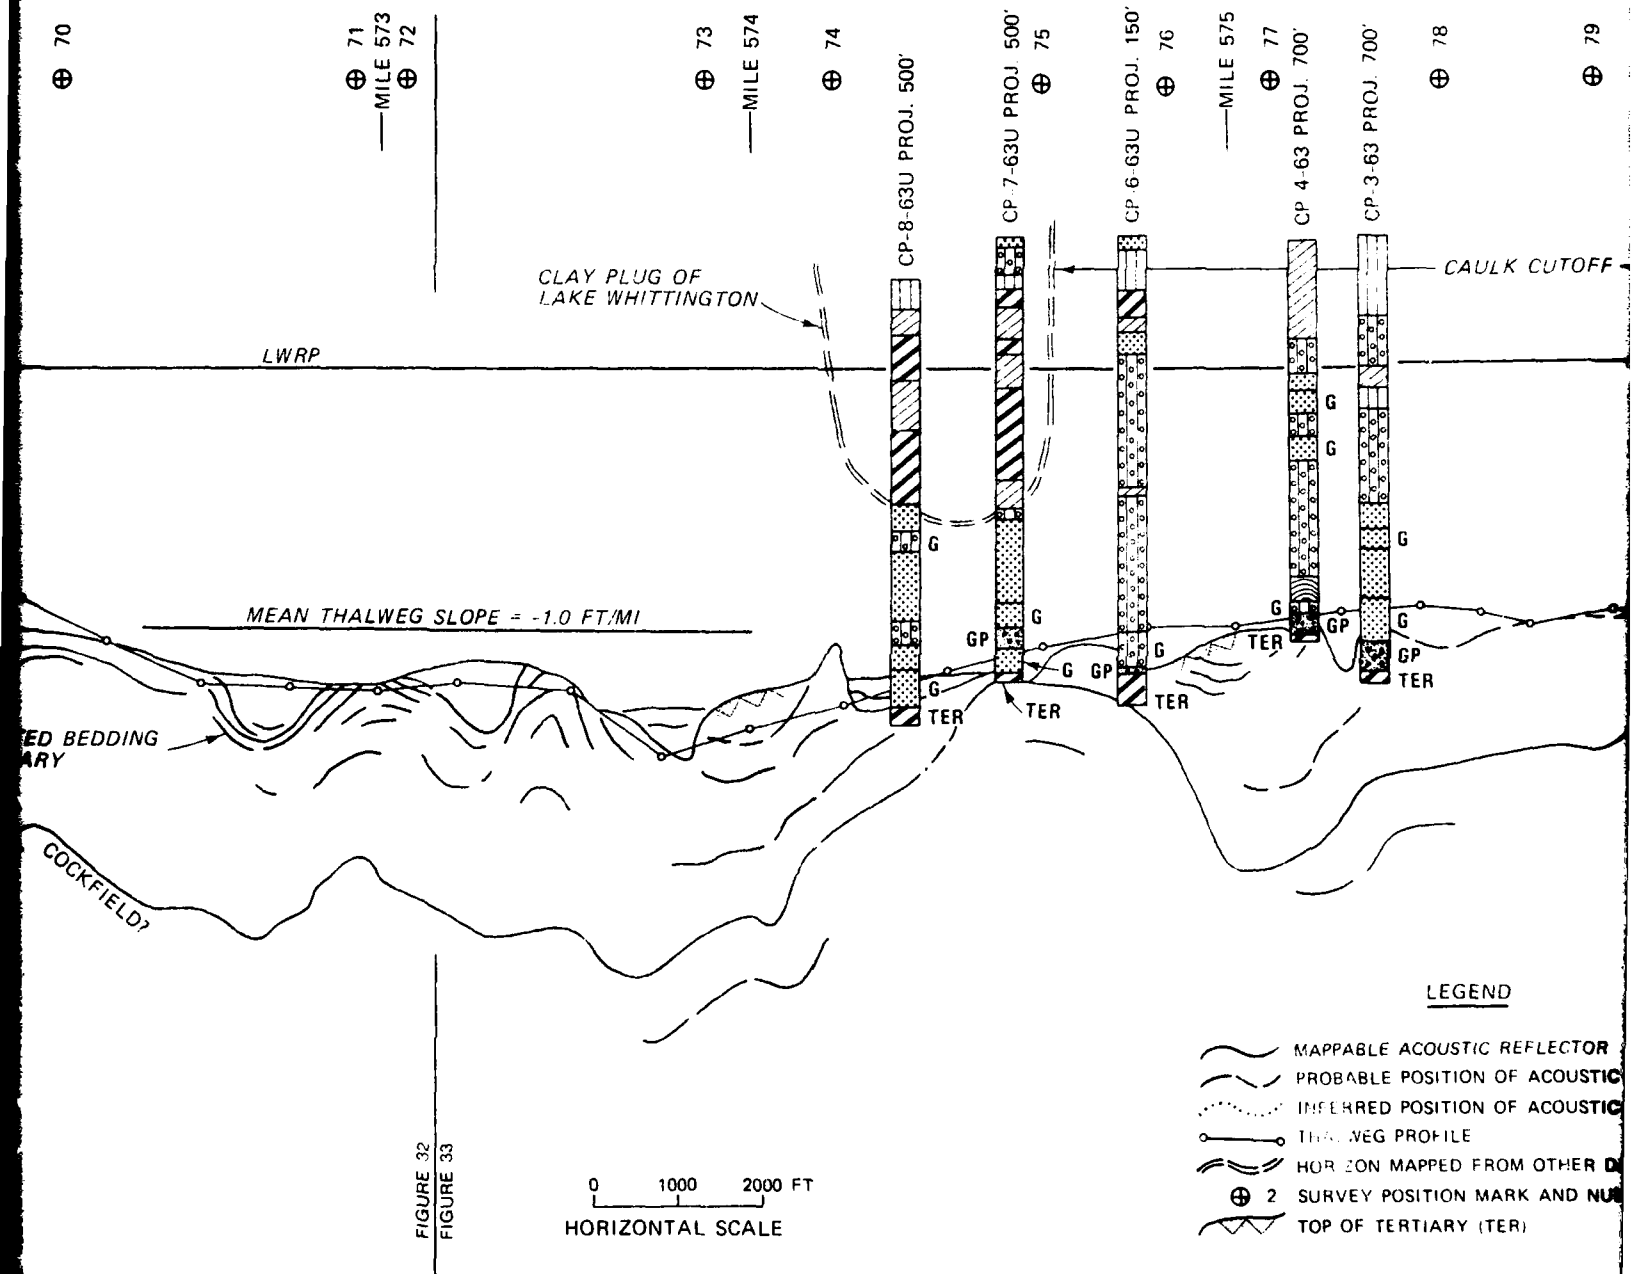 70
71
MILE 573
72
73
MILE 574
74
CP-8-63U PROJ. 500'
CP-7-63U PROJ. 500'
75
CP-6-63U PROJ. 150'
76
MILE 575
77
CP 4-63 PROJ. 700'
CP-3-63 PROJ. 700'
78
79
CLAY PLUG OF
LAKE WHITTINGTON
CAULK CUTOFF
LWRP
G
G
G
G
MEAN THALWEG SLOPE = -1.0 FT/MI
G
GP
G
GP
G
G
TER
GP
G
GP
TER
G
TER
TER
TER
ED BEDDING
ARY
COCKFIELD?
LEGEND
MAPPABLE ACOUSTIC REFLECTOR
PROBABLE POSITION OF ACOUSTIC
INFERRED POSITION OF ACOUSTIC
THALWEG PROFILE
HORIZON MAPPED FROM OTHER D
2 SURVEY POSITION MARK AND NU
TOP OF TERTIARY (TER)
FIGURE 32
FIGURE 33
0 1000 2000 FT
HORIZONTAL SCALE